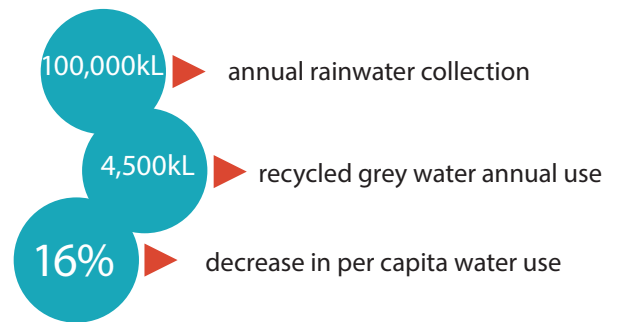 100,000kL annual rainwater collection
4,500kL recycled grey water annual use
16% decrease in per capita water use